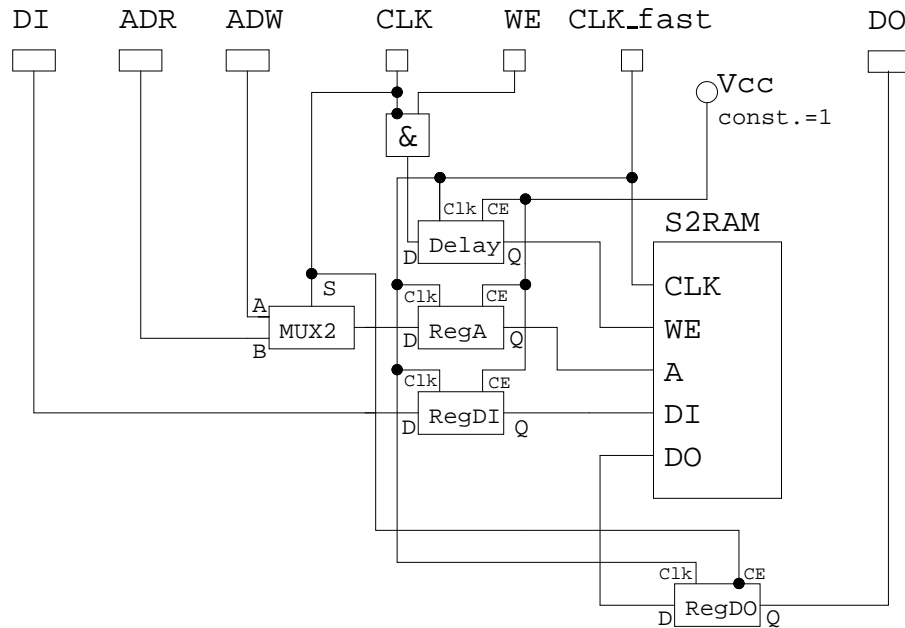 DI ADR ADW CLK WE CLK_fast DO
Vcc
const.=1
&
Clk CE
S2RAM
D Delay Q
CLK
S
Clk CE
A
MUX2 D RegA Q
WE
B
A
Clk CE
D RegDI Q
DI
DO
Clk CE
D RegDO Q